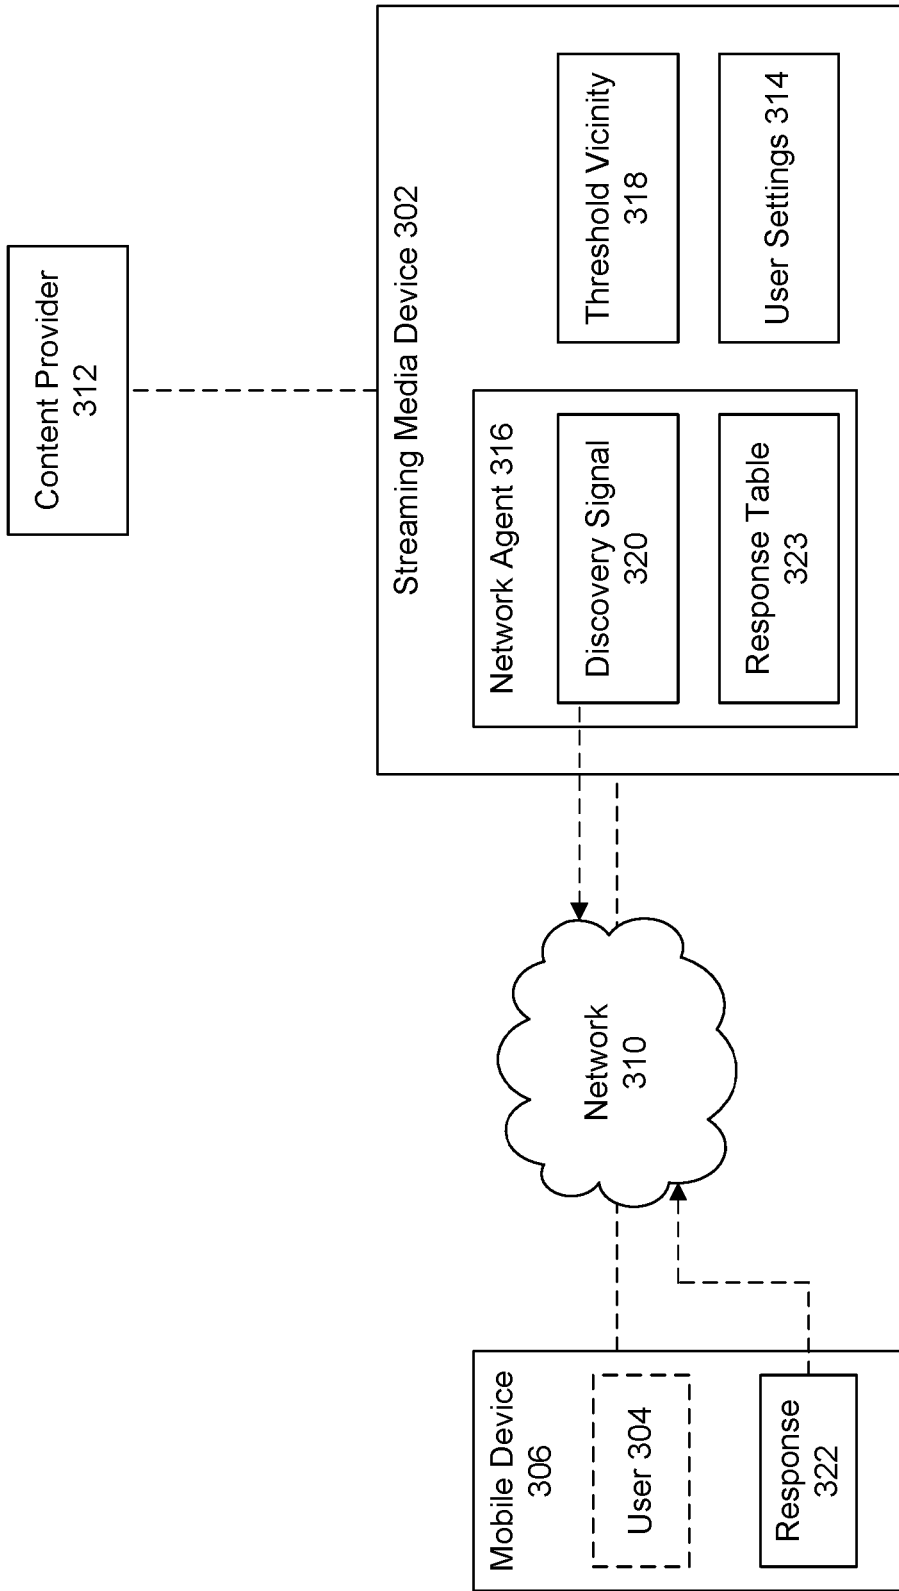 Content Provider
312
Streaming Media Device 302
Network Agent 316
Discovery Signal
320
Response Table
323
Threshold Vicinity
318
User Settings 314
Network
310
Mobile Device
306
User 304
Response
322